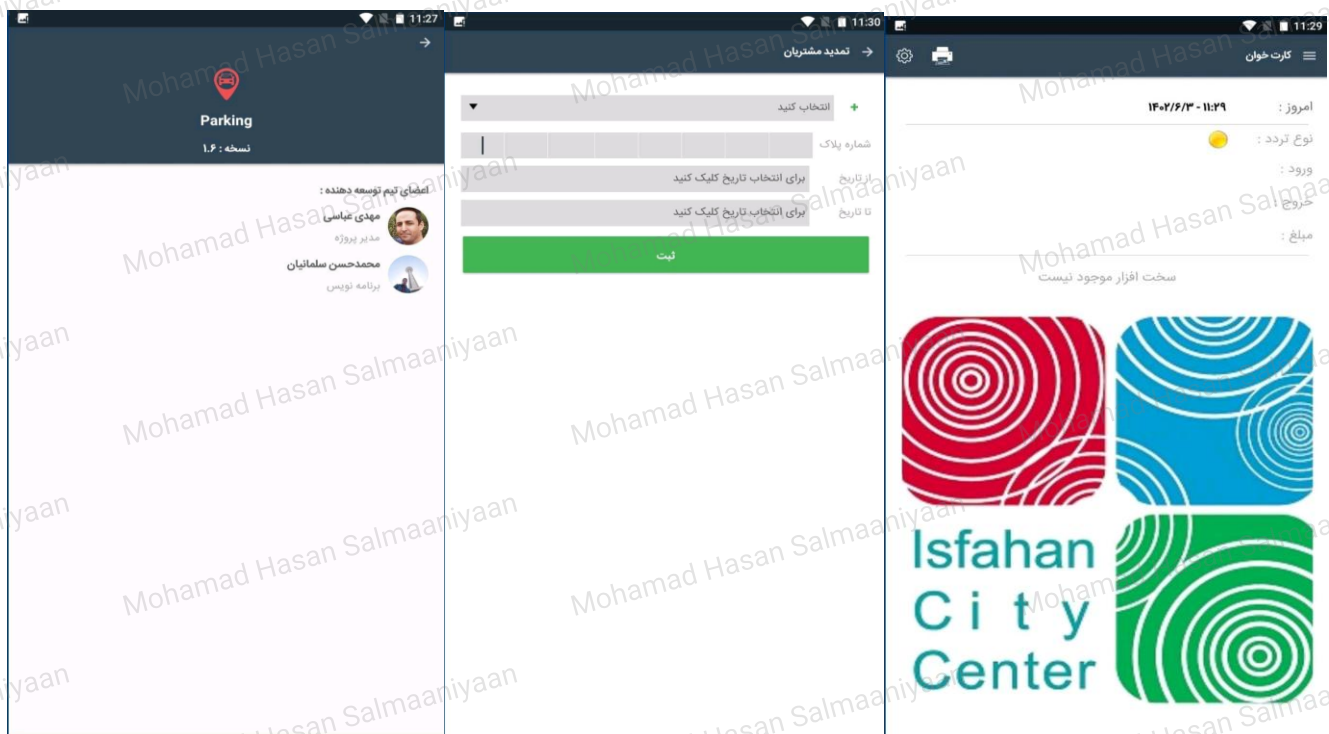 11:27
Parking
نسخه : ۱.۶
اعضای تیم توسعه دهنده :
مهدی عباسی
مدیر پروژه
محمدحسن سلمانیان
برنامه نویس
11:30
تمدید مشتریان
انتخاب کنید
شماره پلاک
از تاریخ
برای انتخاب تاریخ کلیک کنید
تا تاریخ
برای انتخاب تاریخ کلیک کنید
ثبت
11:29
کارت خوان
امروز :
۱۴۰۲/۶/۳ - ۱۱:۲۹
نوع تردد :
ورود :
خروج :
مبلغ :
سخت افزار موجود نیست
Isfahan
City
Center
Mohamad Hasan Salmaaniyaan